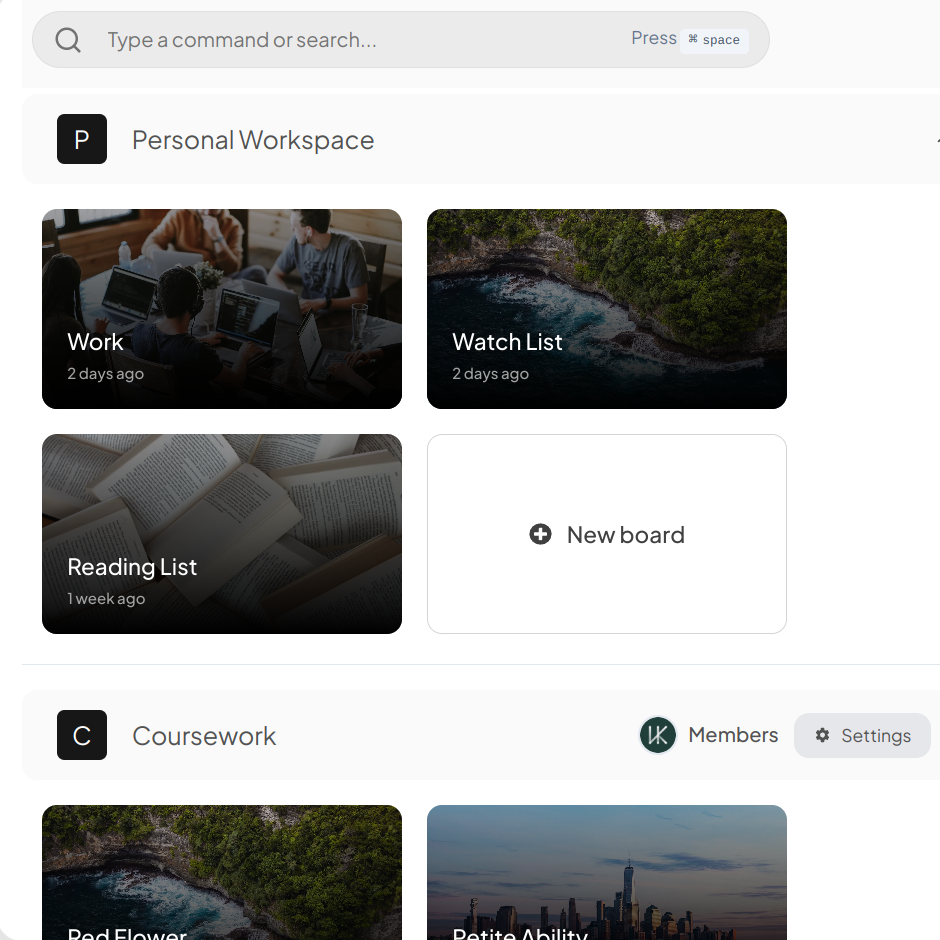 Type a command or search...
Press ⌘ space
P Personal Workspace
Work
2 days ago
Watch List
2 days ago
Reading List
1 week ago
New board
C Coursework
Members
Settings
Red Flower
Petite Ability